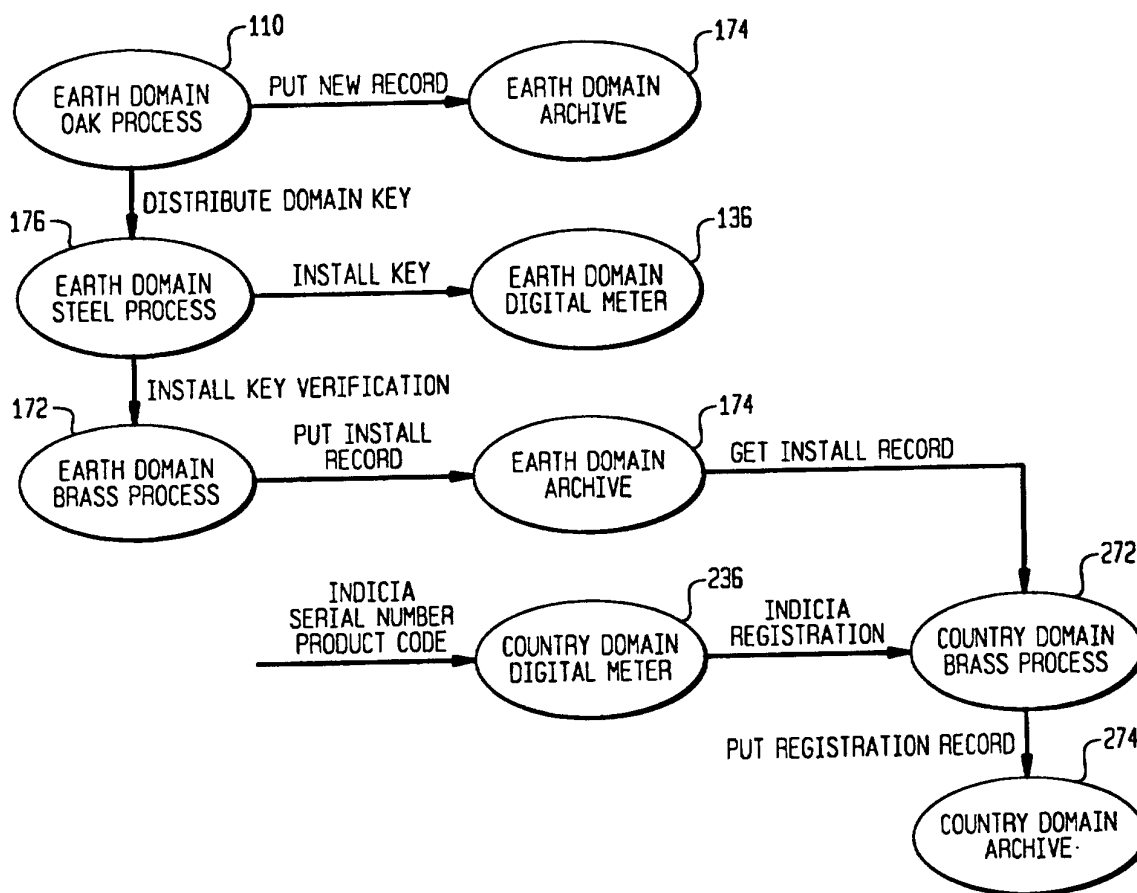 110
174
EARTH DOMAIN
OAK PROCESS
PUT NEW RECORD
EARTH DOMAIN
ARCHIVE
DISTRIBUTE DOMAIN KEY
176
136
EARTH DOMAIN
STEEL PROCESS
INSTALL KEY
EARTH DOMAIN
DIGITAL METER
INSTALL KEY VERIFICATION
172
174
EARTH DOMAIN
BRASS PROCESS
PUT INSTALL
RECORD
EARTH DOMAIN
ARCHIVE
GET INSTALL RECORD
INDICIA
SERIAL NUMBER
PRODUCT CODE
236
COUNTRY DOMAIN
DIGITAL METER
INDICIA
REGISTRATION
272
COUNTRY DOMAIN
BRASS PROCESS
PUT REGISTRATION RECORD
274
COUNTRY DOMAIN
ARCHIVE